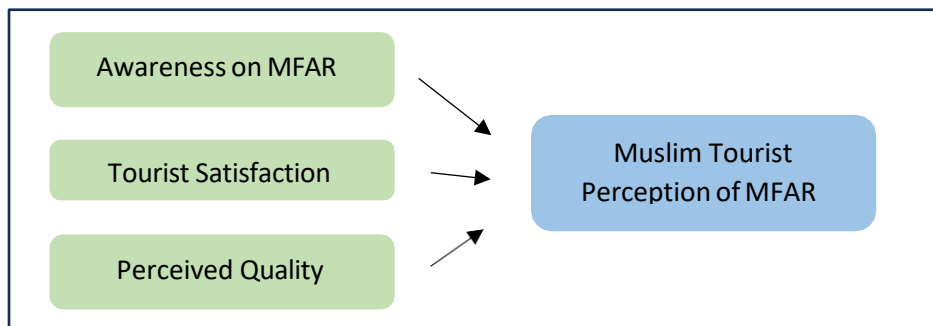 Awareness on MFAR
Tourist Satisfaction
Perceived Quality
Muslim Tourist
Perception of MFAR